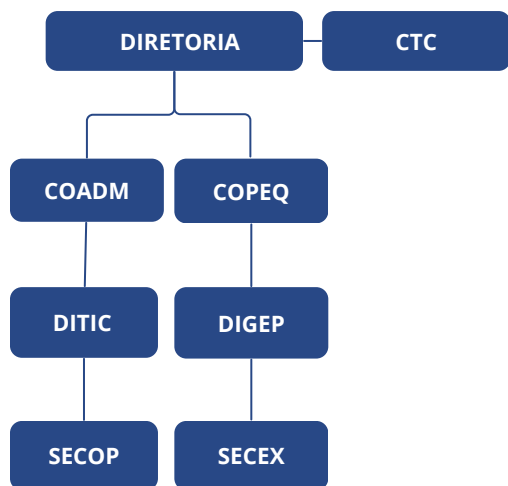 DIRETORIA
CTC
COADM
COPEQ
DITIC
DIGEP
SECOP
SECEX